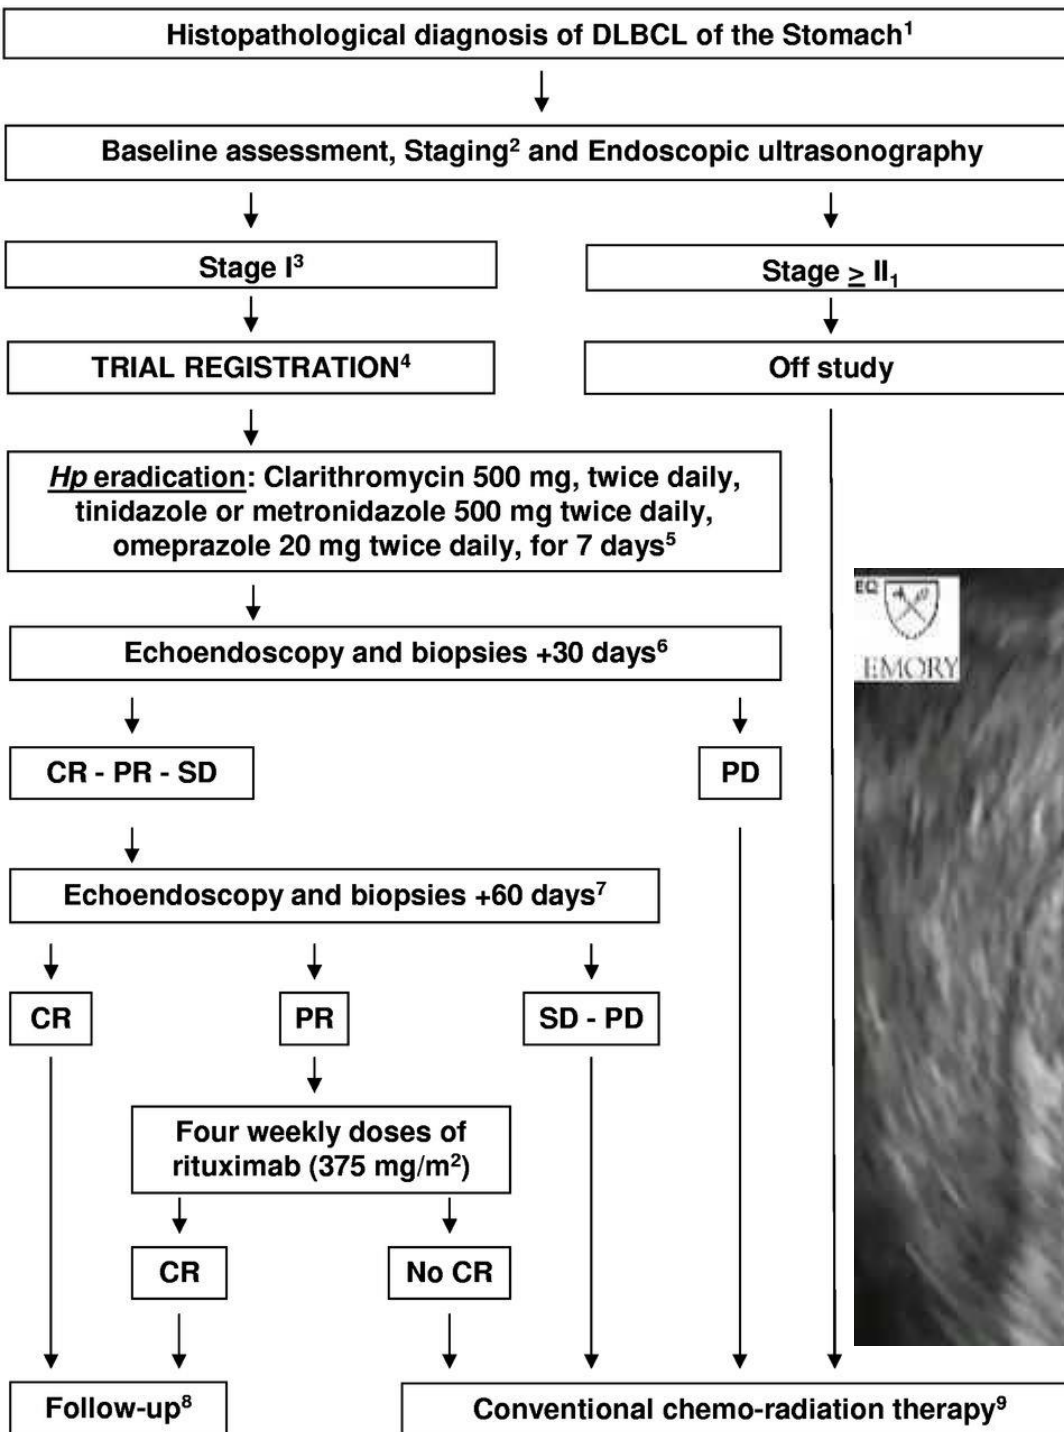 Histopathological diagnosis of DLBCL of the Stomach¹
Baseline assessment, Staging² and Endoscopic ultrasonography
Stage I³
Stage ≥ II₁
TRIAL REGISTRATION⁴
Off study
Hp eradication: Clarithromycin 500 mg, twice daily,
tinidazole or metronidazole 500 mg twice daily,
omeprazole 20 mg twice daily, for 7 days⁵
EMORY
Echoendoscopy and biopsies +30 days⁶
CR - PR - SD
PD
Echoendoscopy and biopsies +60 days⁷
CR
PR
SD - PD
Four weekly doses of
rituximab (375 mg/m²)
CR
No CR
Follow-up⁸
Conventional chemo-radiation therapy⁹